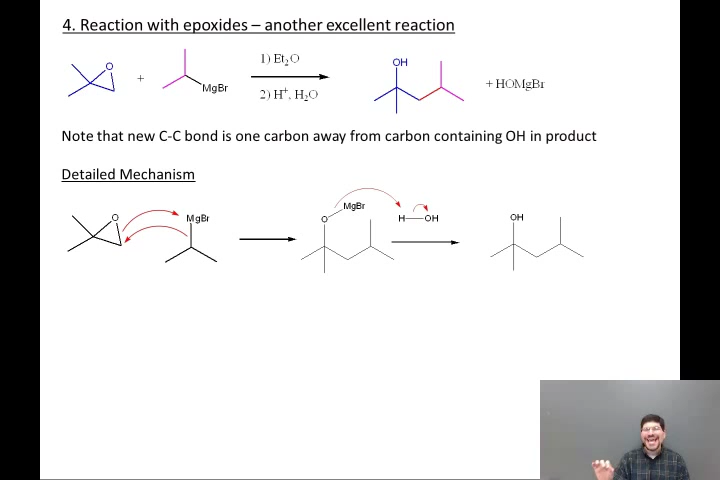 4. Reaction with epoxides – another excellent reaction
O
+
MgBr
1) Et₂O
2) H⁺, H₂O
OH
+ HOMgBr
Note that new C-C bond is one carbon away from carbon containing OH in product
Detailed Mechanism
O
MgBr
O
MgBr
H
OH
OH